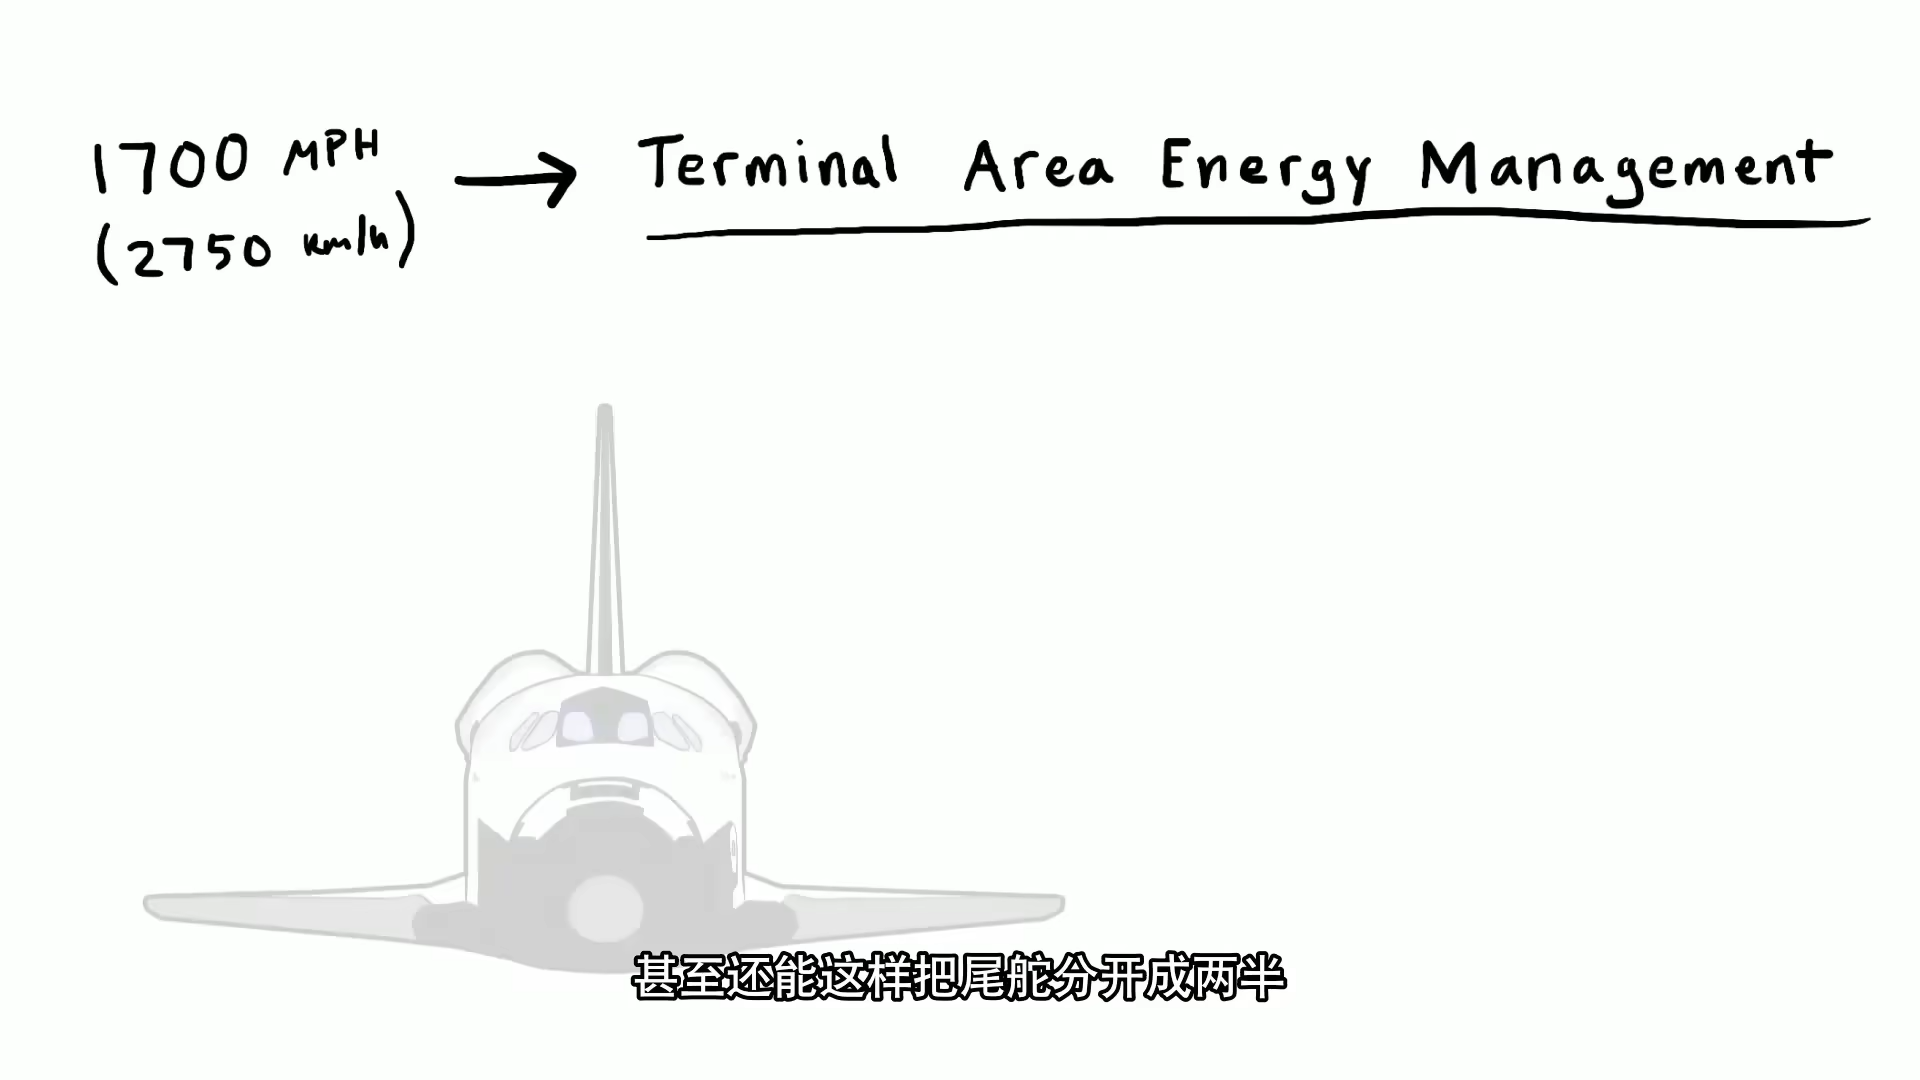 1700 MPH → Terminal Area Energy Management
(2750 km/h)
甚至还能这样把尾舵分开成两半